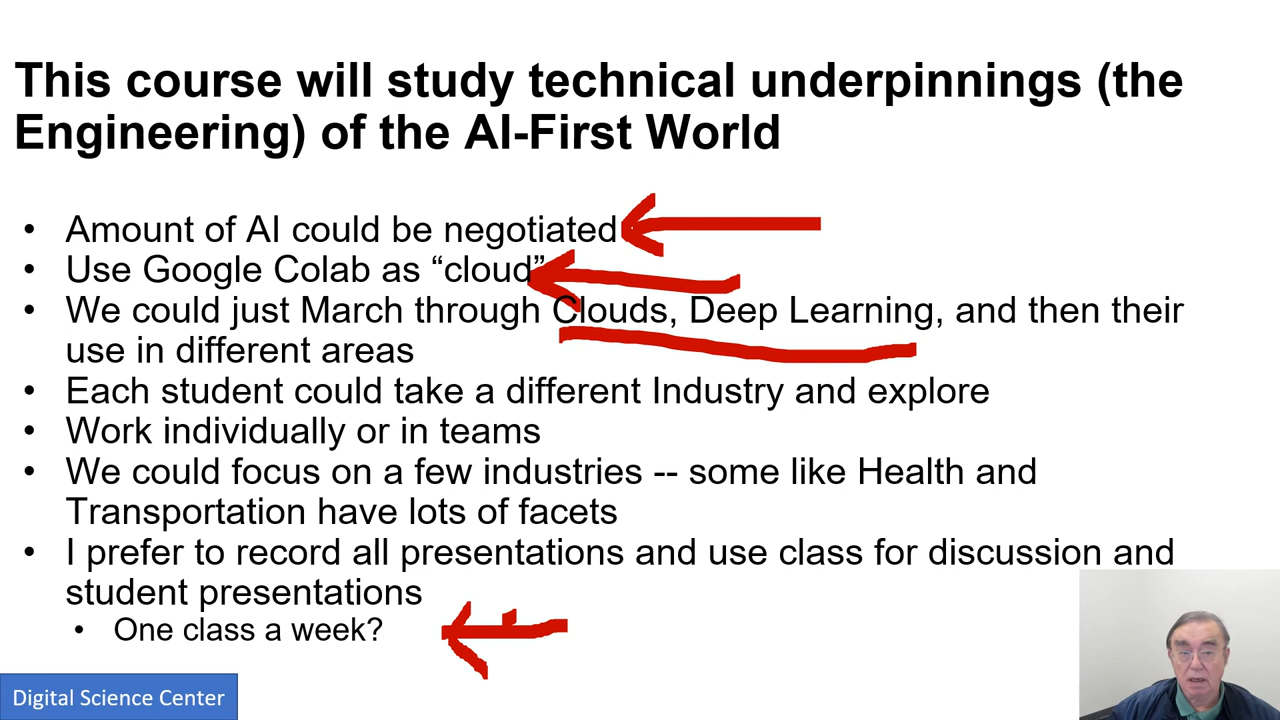 This course will study technical underpinnings (the
Engineering) of the AI-First World
• Amount of AI could be negotiated
• Use Google Colab as “cloud”
• We could just March through Clouds, Deep Learning, and then their
use in different areas
• Each student could take a different Industry and explore
• Work individually or in teams
• We could focus on a few industries -- some like Health and
Transportation have lots of facets
• I prefer to record all presentations and use class for discussion and
student presentations
• One class a week?
Digital Science Center